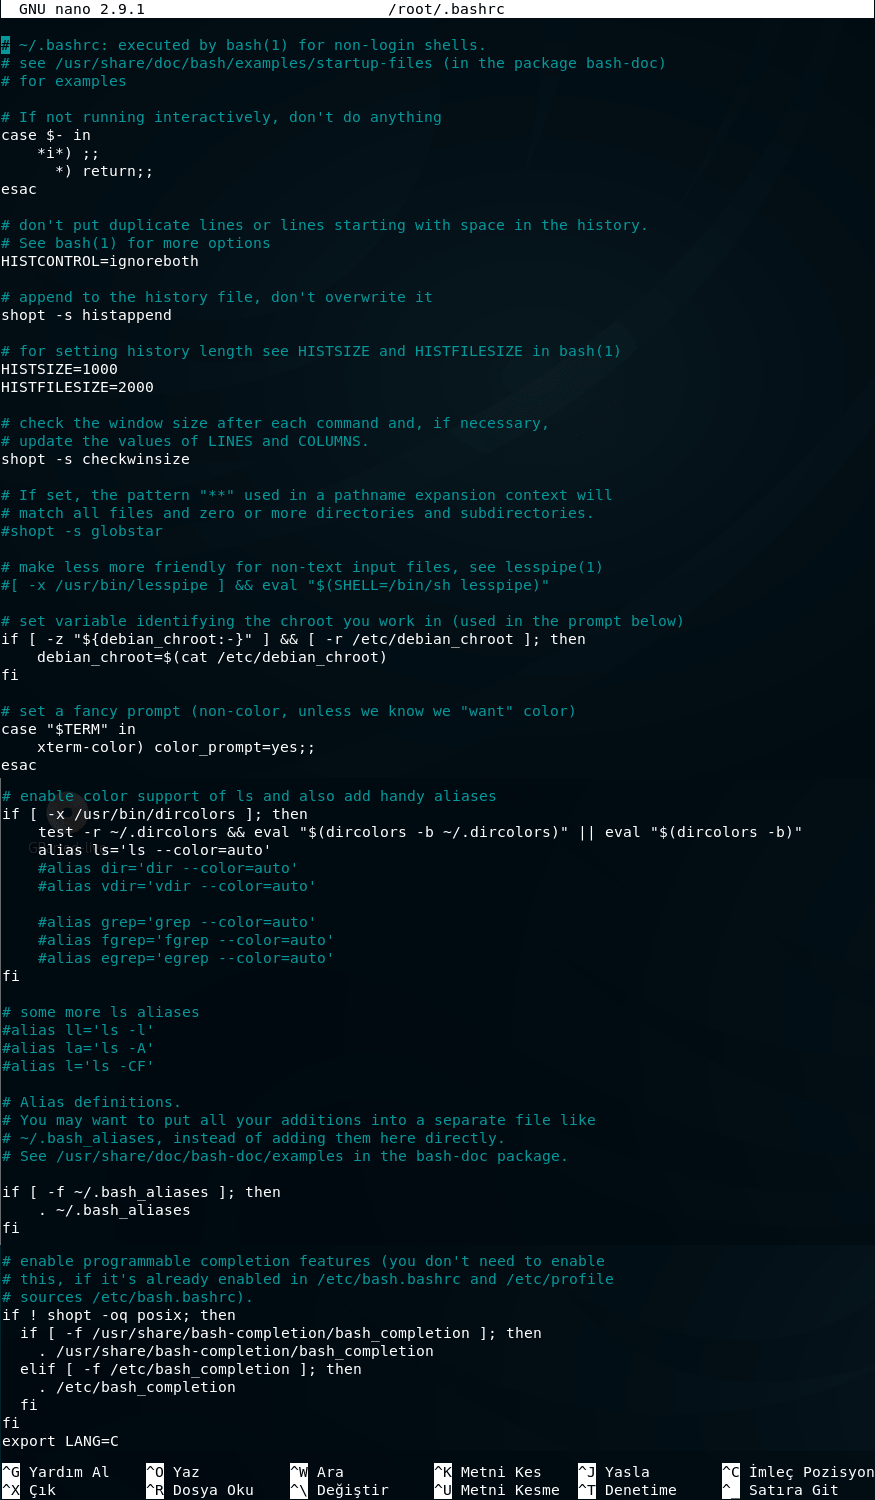 GNU nano 2.9.1 /root/.bashrc
# ~/.bashrc: executed by bash(1) for non-login shells.
# see /usr/share/doc/bash/examples/startup-files (in the package bash-doc)
# for examples
# If not running interactively, don't do anything
case $- in
    *i*) ;;
      *) return;;
esac
# don't put duplicate lines or lines starting with space in the history.
# See bash(1) for more options
HISTCONTROL=ignoreboth
# append to the history file, don't overwrite it
shopt -s histappend
# for setting history length see HISTSIZE and HISTFILESIZE in bash(1)
HISTSIZE=1000
HISTFILESIZE=2000
# check the window size after each command and, if necessary,
# update the values of LINES and COLUMNS.
shopt -s checkwinsize
# If set, the pattern "**" used in a pathname expansion context will
# match all files and zero or more directories and subdirectories.
#shopt -s globstar
# make less more friendly for non-text input files, see lesspipe(1)
#[ -x /usr/bin/lesspipe ] && eval "$(SHELL=/bin/sh lesspipe)"
# set variable identifying the chroot you work in (used in the prompt below)
if [ -z "${debian_chroot:-}" ] && [ -r /etc/debian_chroot ]; then
    debian_chroot=$(cat /etc/debian_chroot)
fi
# set a fancy prompt (non-color, unless we know we "want" color)
case "$TERM" in
    xterm-color) color_prompt=yes;;
esac
# enable color support of ls and also add handy aliases
if [ -x /usr/bin/dircolors ]; then
    test -r ~/.dircolors && eval "$(dircolors -b ~/.dircolors)" || eval "$(dircolors -b)"
    alias ls='ls --color=auto'
    #alias dir='dir --color=auto'
    #alias vdir='vdir --color=auto'
    #alias grep='grep --color=auto'
    #alias fgrep='fgrep --color=auto'
    #alias egrep='egrep --color=auto'
fi
# some more ls aliases
#alias ll='ls -l'
#alias la='ls -A'
#alias l='ls -CF'
# Alias definitions.
# You may want to put all your additions into a separate file like
# ~/.bash_aliases, instead of adding them here directly.
# See /usr/share/doc/bash-doc/examples in the bash-doc package.
if [ -f ~/.bash_aliases ]; then
    . ~/.bash_aliases
fi
# enable programmable completion features (you don't need to enable
# this, if it's already enabled in /etc/bash.bashrc and /etc/profile
# sources /etc/bash.bashrc).
if ! shopt -oq posix; then
  if [ -f /usr/share/bash-completion/bash_completion ]; then
    . /usr/share/bash-completion/bash_completion
  elif [ -f /etc/bash_completion ]; then
    . /etc/bash_completion
  fi
fi
export LANG=C
^G Yardım Al ^O Yaz ^W Ara ^K Metni Kes ^J Yasla ^C İmleç Pozisyon
^X Çık ^R Dosya Oku ^\ Değiştir ^U Metni Kesme ^T Denetime ^_ Satıra Git